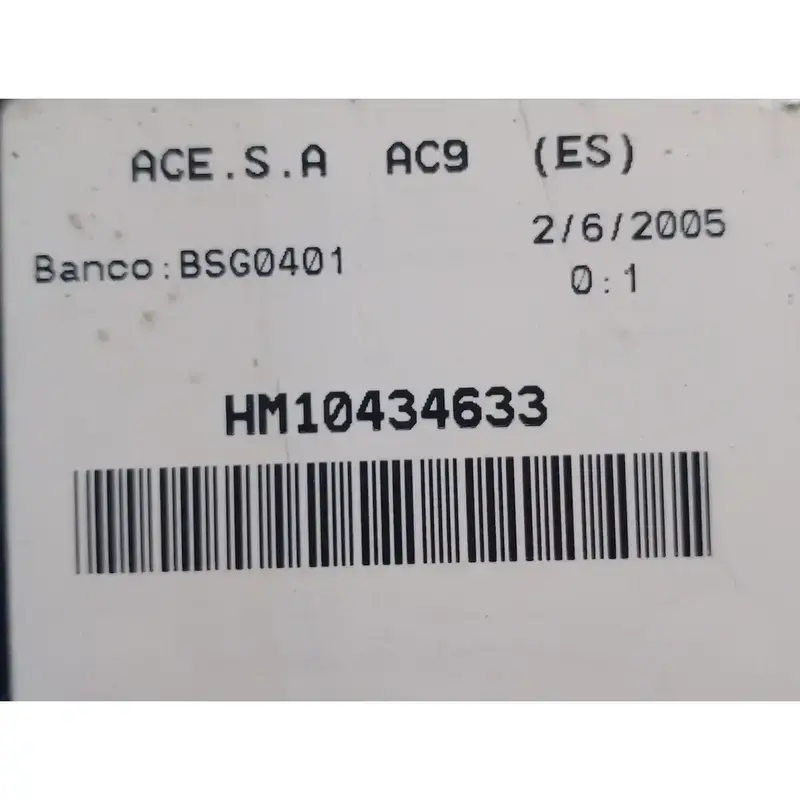 ACE.S.A AC9 (ES)
2/6/2005
Banco:BSG0401
0:1
HM10434633